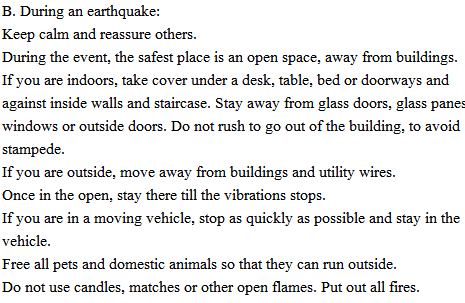 B. During an earthquake:
Keep calm and reassure others.
During the event, the safest place is an open space, away from buildings.
If you are indoors, take cover under a desk, table, bed or doorways and
against inside walls and staircase. Stay away from glass doors, glass panes
windows or outside doors. Do not rush to go out of the building, to avoid
stampede.
If you are outside, move away from buildings and utility wires.
Once in the open, stay there till the vibrations stops.
If you are in a moving vehicle, stop as quickly as possible and stay in the
vehicle.
Free all pets and domestic animals so that they can run outside.
Do not use candles, matches or other open flames. Put out all fires.